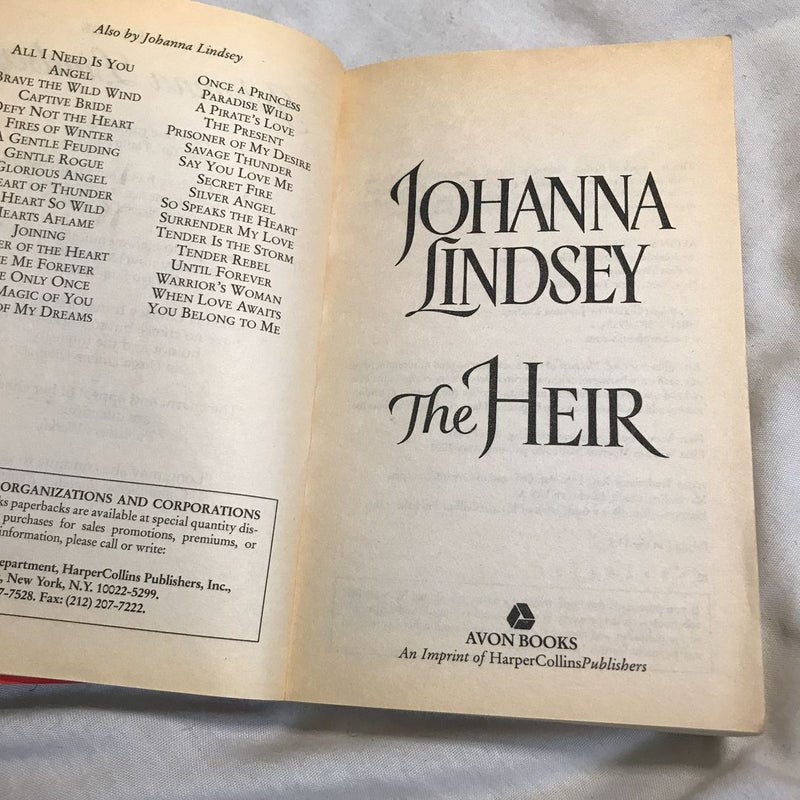 Also by Johanna Lindsey
ALL I NEED IS YOU
ANGEL
BRAVE THE WILD WIND
CAPTIVE BRIDE
DEFY NOT THE HEART
FIRES OF WINTER
A GENTLE FEUDING
GENTLE ROGUE
GLORIOUS ANGEL
HEART OF THUNDER
HEART SO WILD
HEARTS AFLAME
JOINING
OF THE HEART
ME FOREVER
ONLY ONCE
MAGIC OF YOU
OF MY DREAMS
ONCE A PRINCESS
PARADISE WILD
A PIRATE'S LOVE
THE PRESENT
PRISONER OF MY DESIRE
SAVAGE THUNDER
SAY YOU LOVE ME
SECRET FIRE
SILVER ANGEL
SO SPEAKS THE HEART
SURRENDER MY LOVE
TENDER IS THE STORM
TENDER REBEL
UNTIL FOREVER
WARRIOR'S WOMAN
WHEN LOVE AWAITS
YOU BELONG TO ME
ORGANIZATIONS AND CORPORATIONS
paperbacks are available at special quantity dis-
purchases for sales promotions, premiums, or
information, please call or write:
HarperCollins Publishers, Inc.,
New York, N.Y. 10022-5299.
Fax: (212) 207-7222.
JOHANNA
LINDSEY
The HEIR
AVON BOOKS
An Imprint of HarperCollinsPublishers